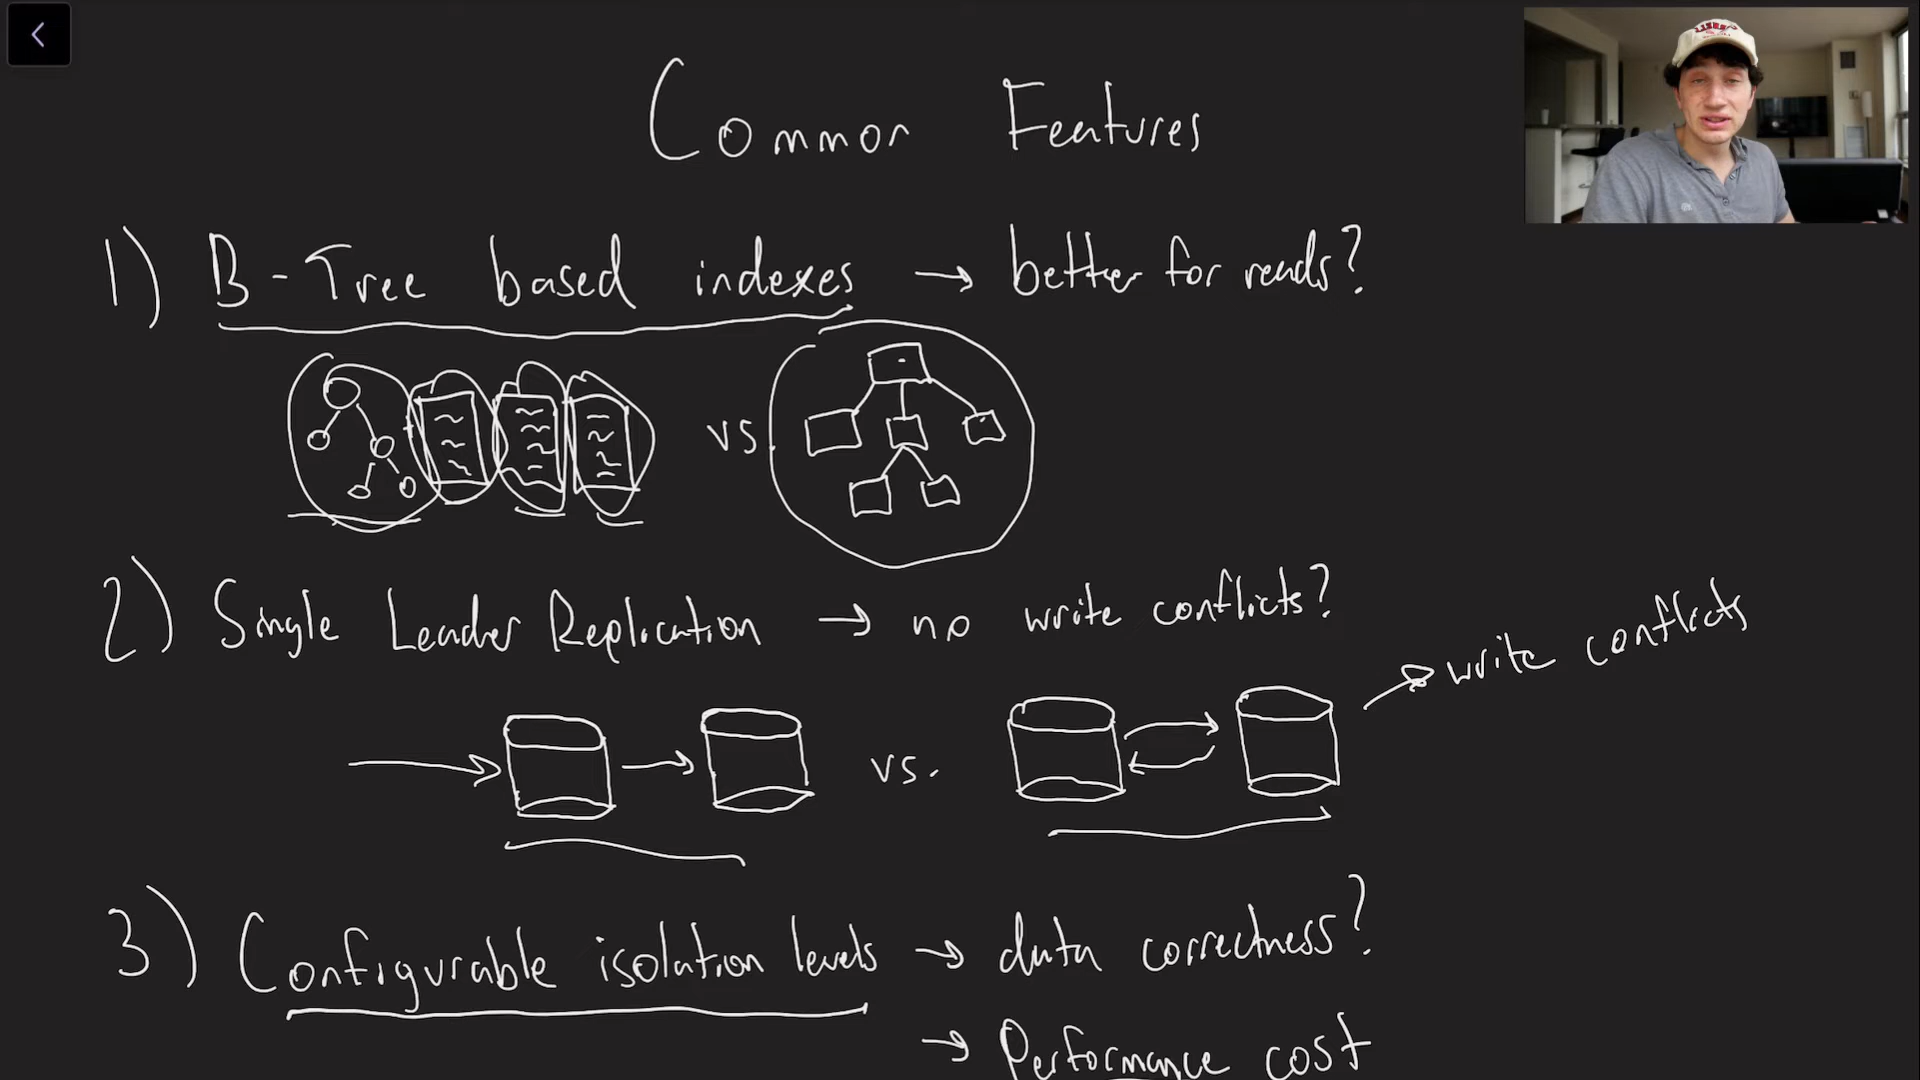 Common Features
1) B-Tree based indexes → better for reads?
vs
2) Single Leader Replication → no write conflicts?
→ write conflicts
vs.
3) Configurable isolation levels → data correctness?
→ Performance cost